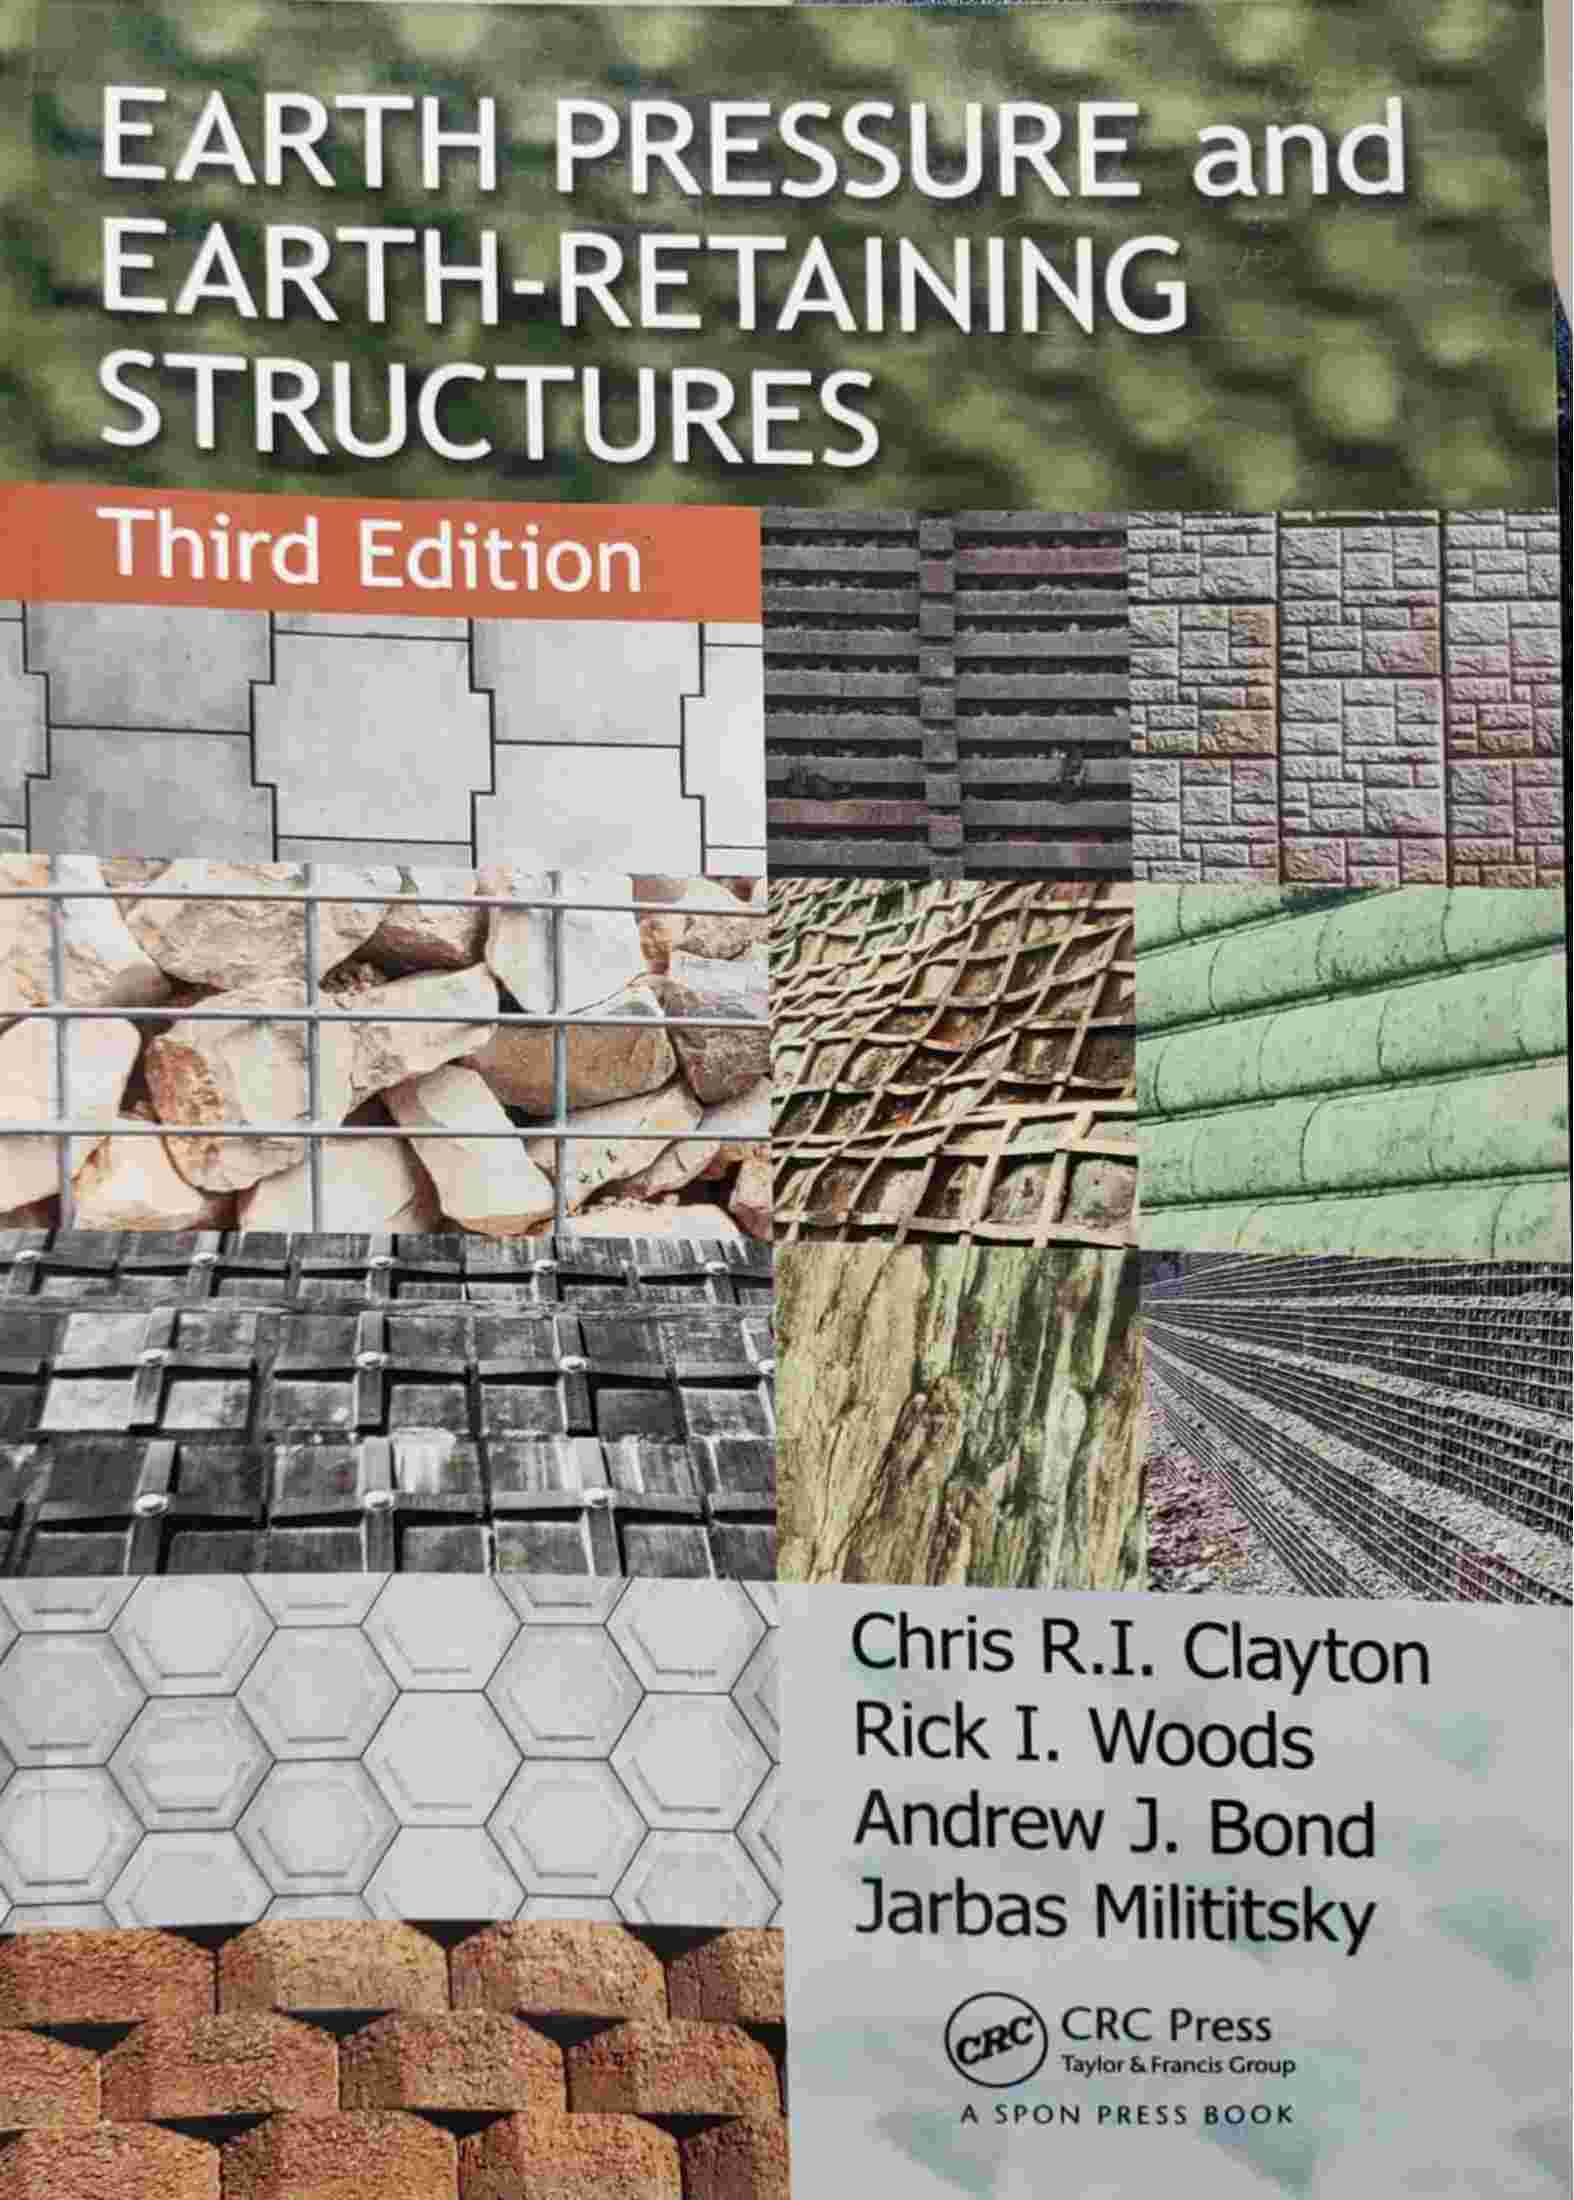 EARTH PRESSURE and
EARTH-RETAINING
STRUCTURES
Third Edition
Chris R.I. Clayton
Rick I. Woods
Andrew J. Bond
Jarbas Milititsky
CRC
CRC Press
Taylor & Francis Group
A SPON PRESS BOOK